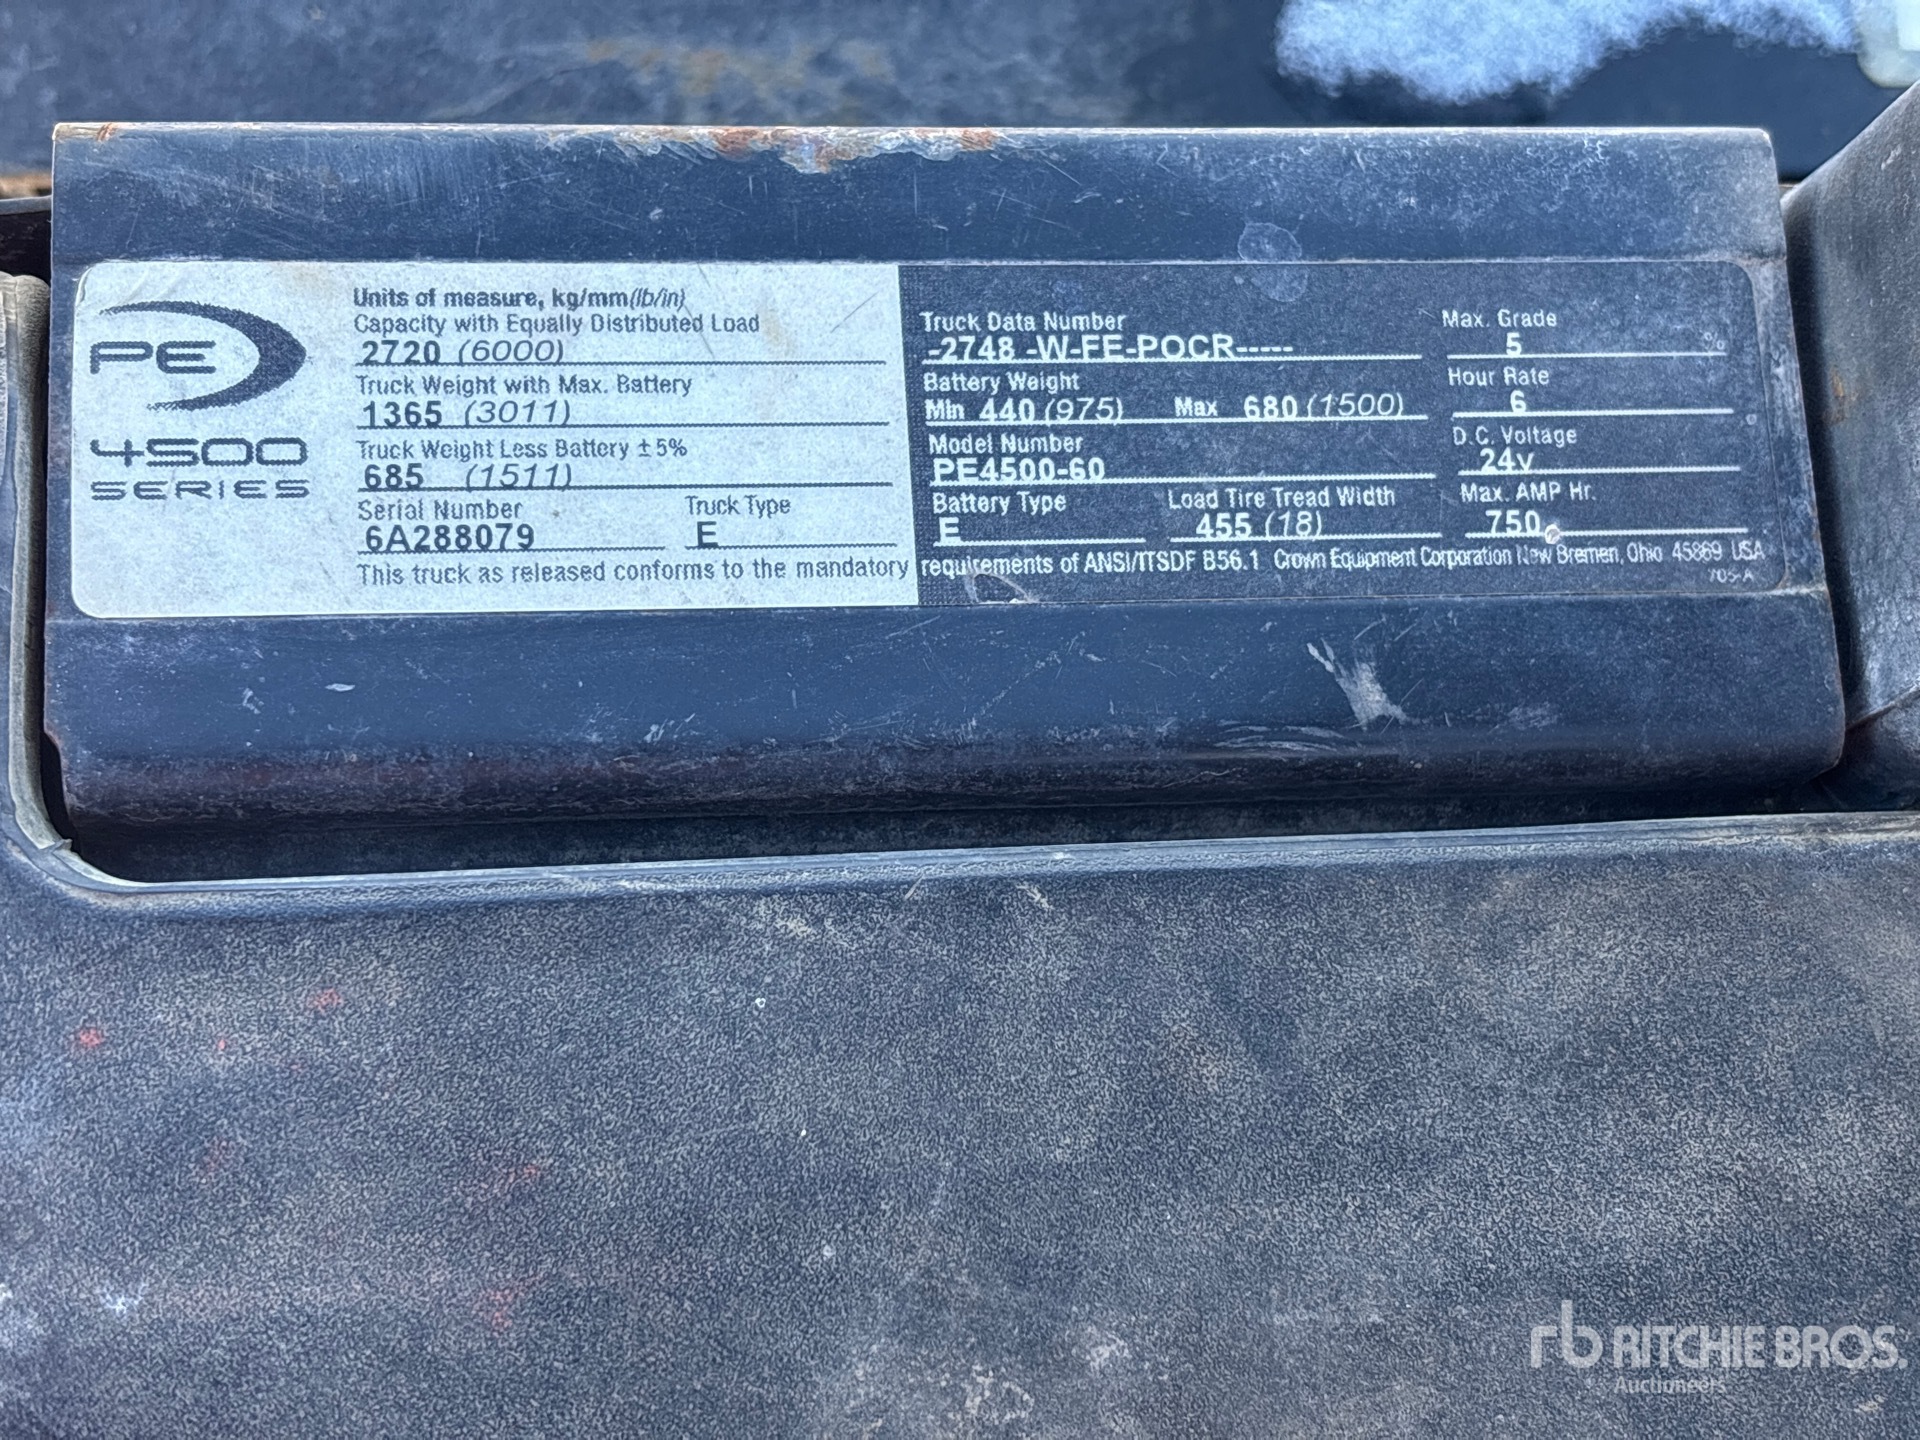 PE
4500
SERIES
Units of measure, kg/mm(lb/in)
Capacity with Equally Distributed Load
2720 (6000)
Truck Weight with Max. Battery
1365 (3011)
Truck Weight Less Battery ± 5%
685 (1511)
Serial Number
6A288079
Truck Type
E
Truck Data Number
-2748 -W-FE-POCR-----
Battery Weight
Min 440 (975) Max 680 (1500)
Model Number
PE4500-60
Battery Type
E
Load Tire Tread Width
455 (18)
Max. Grade
5 %
Hour Rate
6
D.C. Voltage
24v
Max. AMP Hr.
750
This truck as released conforms to the mandatory requirements of ANSI/ITSDF B56.1 Crown Equipment Corporation New Bremen, Ohio 45869 USA
705-A
rb RITCHIE BROS.
Auctioneers